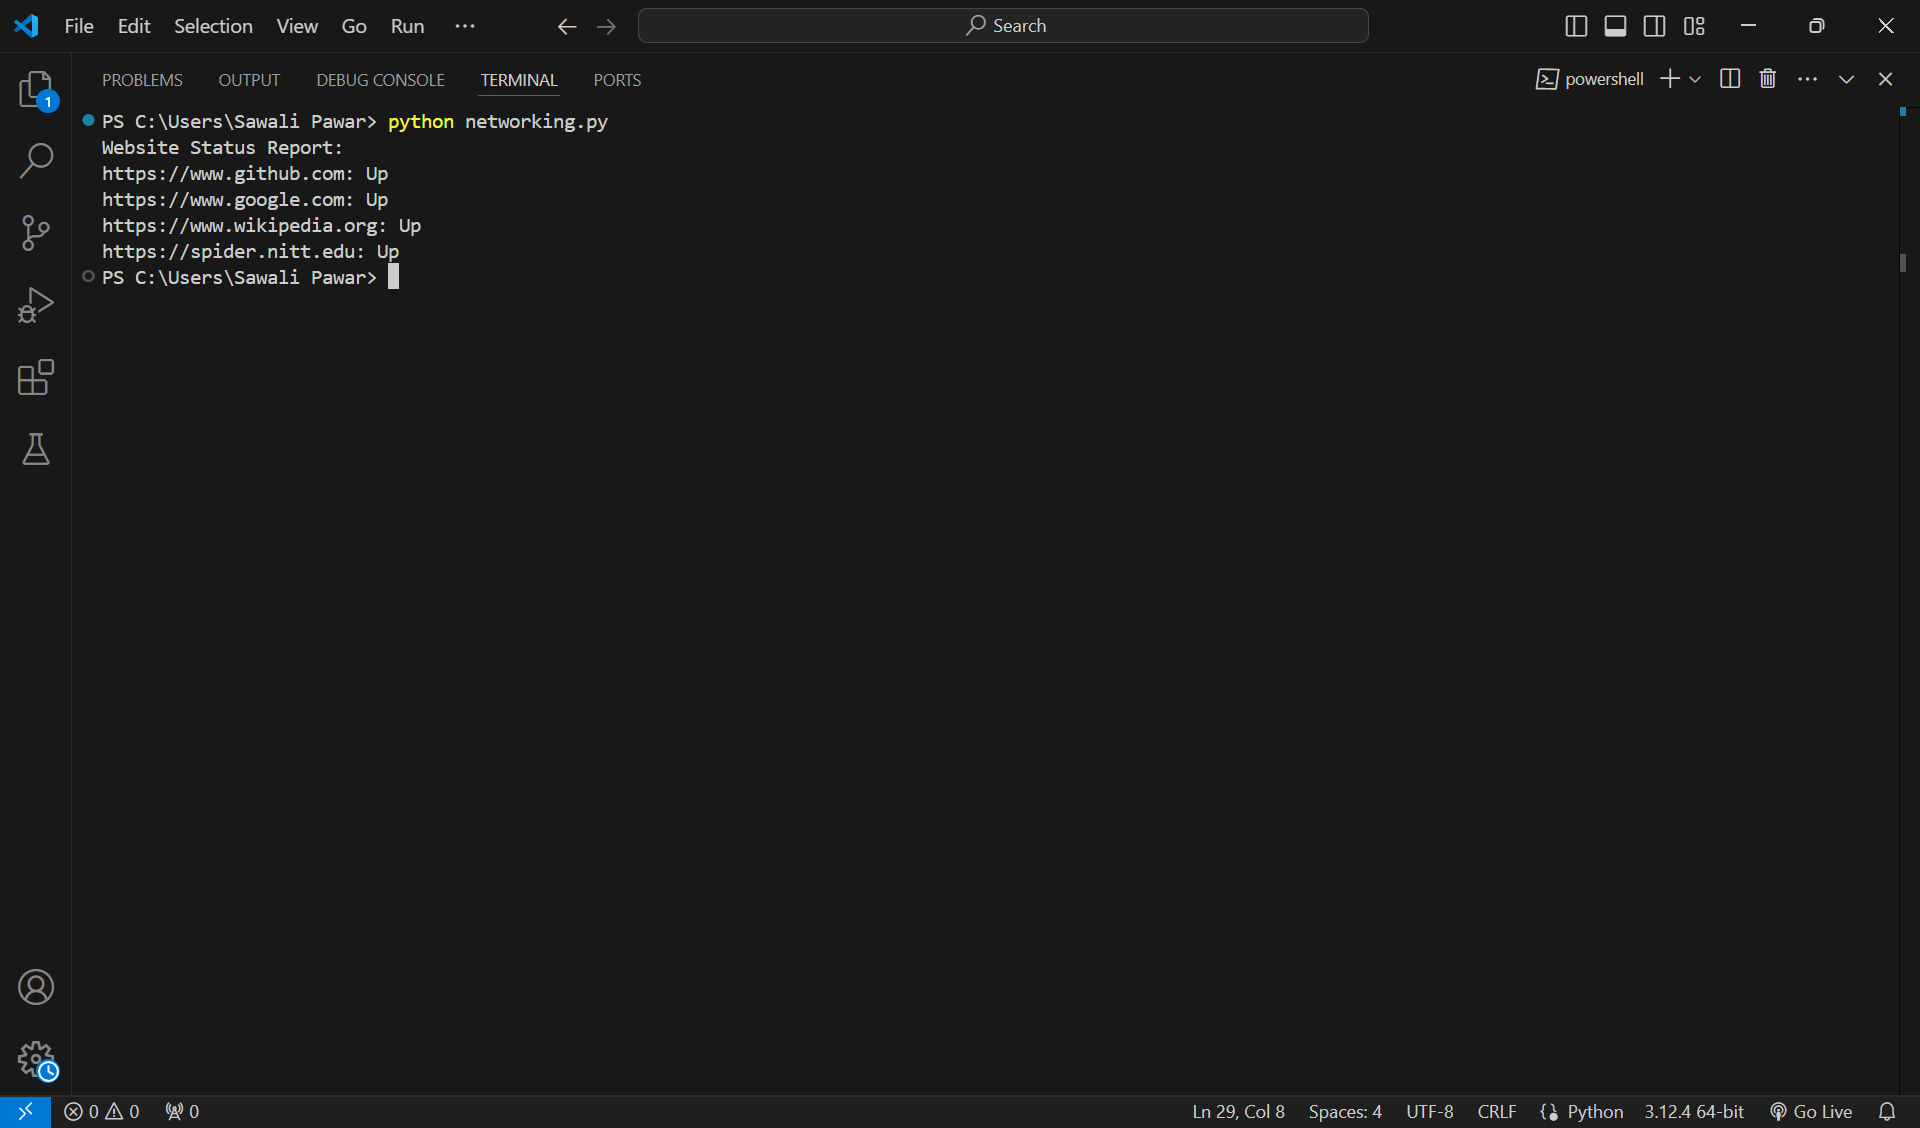 File Edit Selection View Go Run ···
Search
PROBLEMS OUTPUT DEBUG CONSOLE TERMINAL PORTS
powershell
PS C:\Users\Sawali Pawar> python networking.py
Website Status Report:
https://www.github.com: Up
https://www.google.com: Up
https://www.wikipedia.org: Up
https://spider.nitt.edu: Up
PS C:\Users\Sawali Pawar>
1
0 0 0
Ln 29, Col 8 Spaces: 4 UTF-8 CRLF {} Python 3.12.4 64-bit Go Live